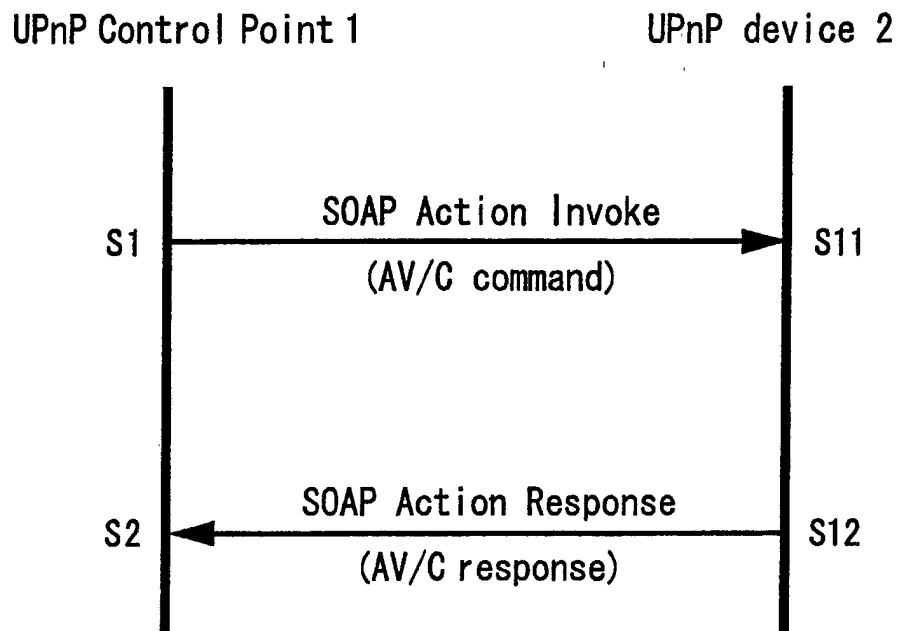 UPnP Control Point 1
UPnP device 2
SOAP Action Invoke
S1
S11
(AV/C command)
SOAP Action Response
S2
S12
(AV/C response)